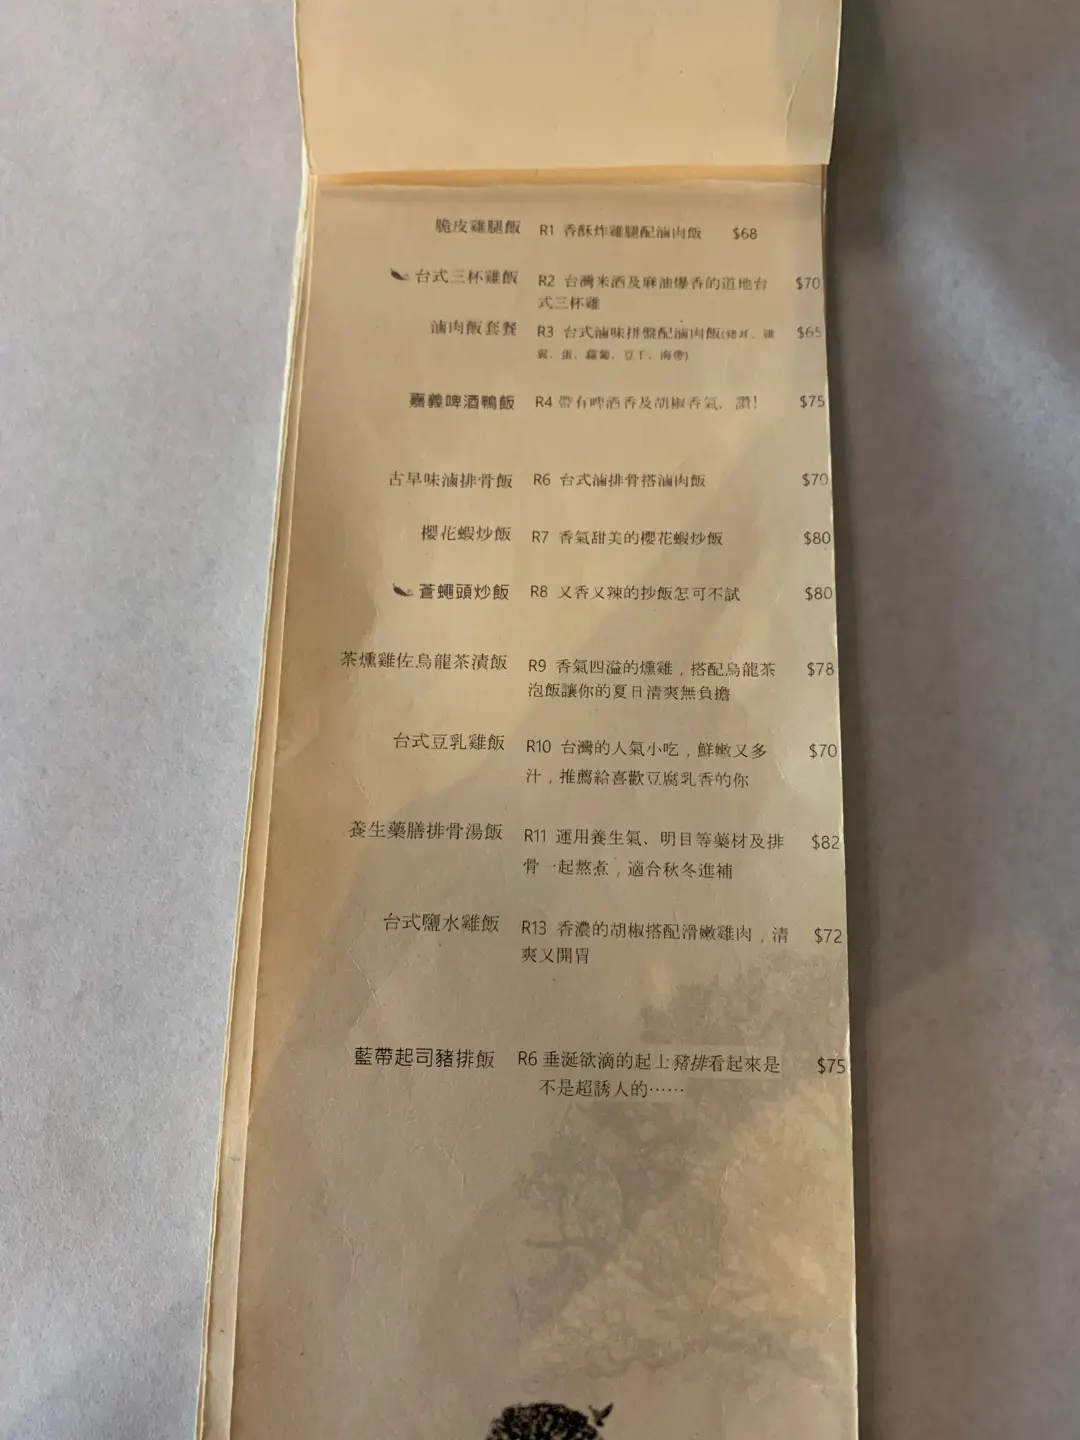 脆皮雞腿飯 R1 香酥炸雞腿配滷肉飯 $68
台式三杯雞飯 R2 台灣米酒及麻油爆香的道地台 $70
式三杯雞
滷肉飯套餐 R3 台式滷味拼盤配滷肉飯(豬耳、雞 $65
翼、蛋、蘿蔔、豆干、海帶)
嘉義啤酒鴨飯 R4 帶有啤酒香及胡椒香氣, 讚! $75
古早味滷排骨飯 R6 台式滷排骨搭滷肉飯 $70
櫻花蝦炒飯 R7 香氣甜美的櫻花蝦炒飯 $80
蒼蠅頭炒飯 R8 又香又辣的抄飯怎可不試 $80
茶燻雞佐烏龍茶漬飯 R9 香氣四溢的燻雞,搭配烏龍茶 $78
泡飯讓你的夏日清爽無負擔
台式豆乳雞飯 R10 台灣的人氣小吃,鮮嫩又多 $70
汁,推薦給喜歡豆腐乳香的你
養生藥膳排骨湯飯 R11 運用養生氣、明目等藥材及排 $82
骨一起熬煮,適合秋冬進補
台式鹽水雞飯 R13 香濃的胡椒搭配滑嫩雞肉,清 $72
爽又開胃
藍帶起司豬排飯 R6 垂涎欲滴的起上豬排看起來是 $75
不是超誘人的⋯⋯